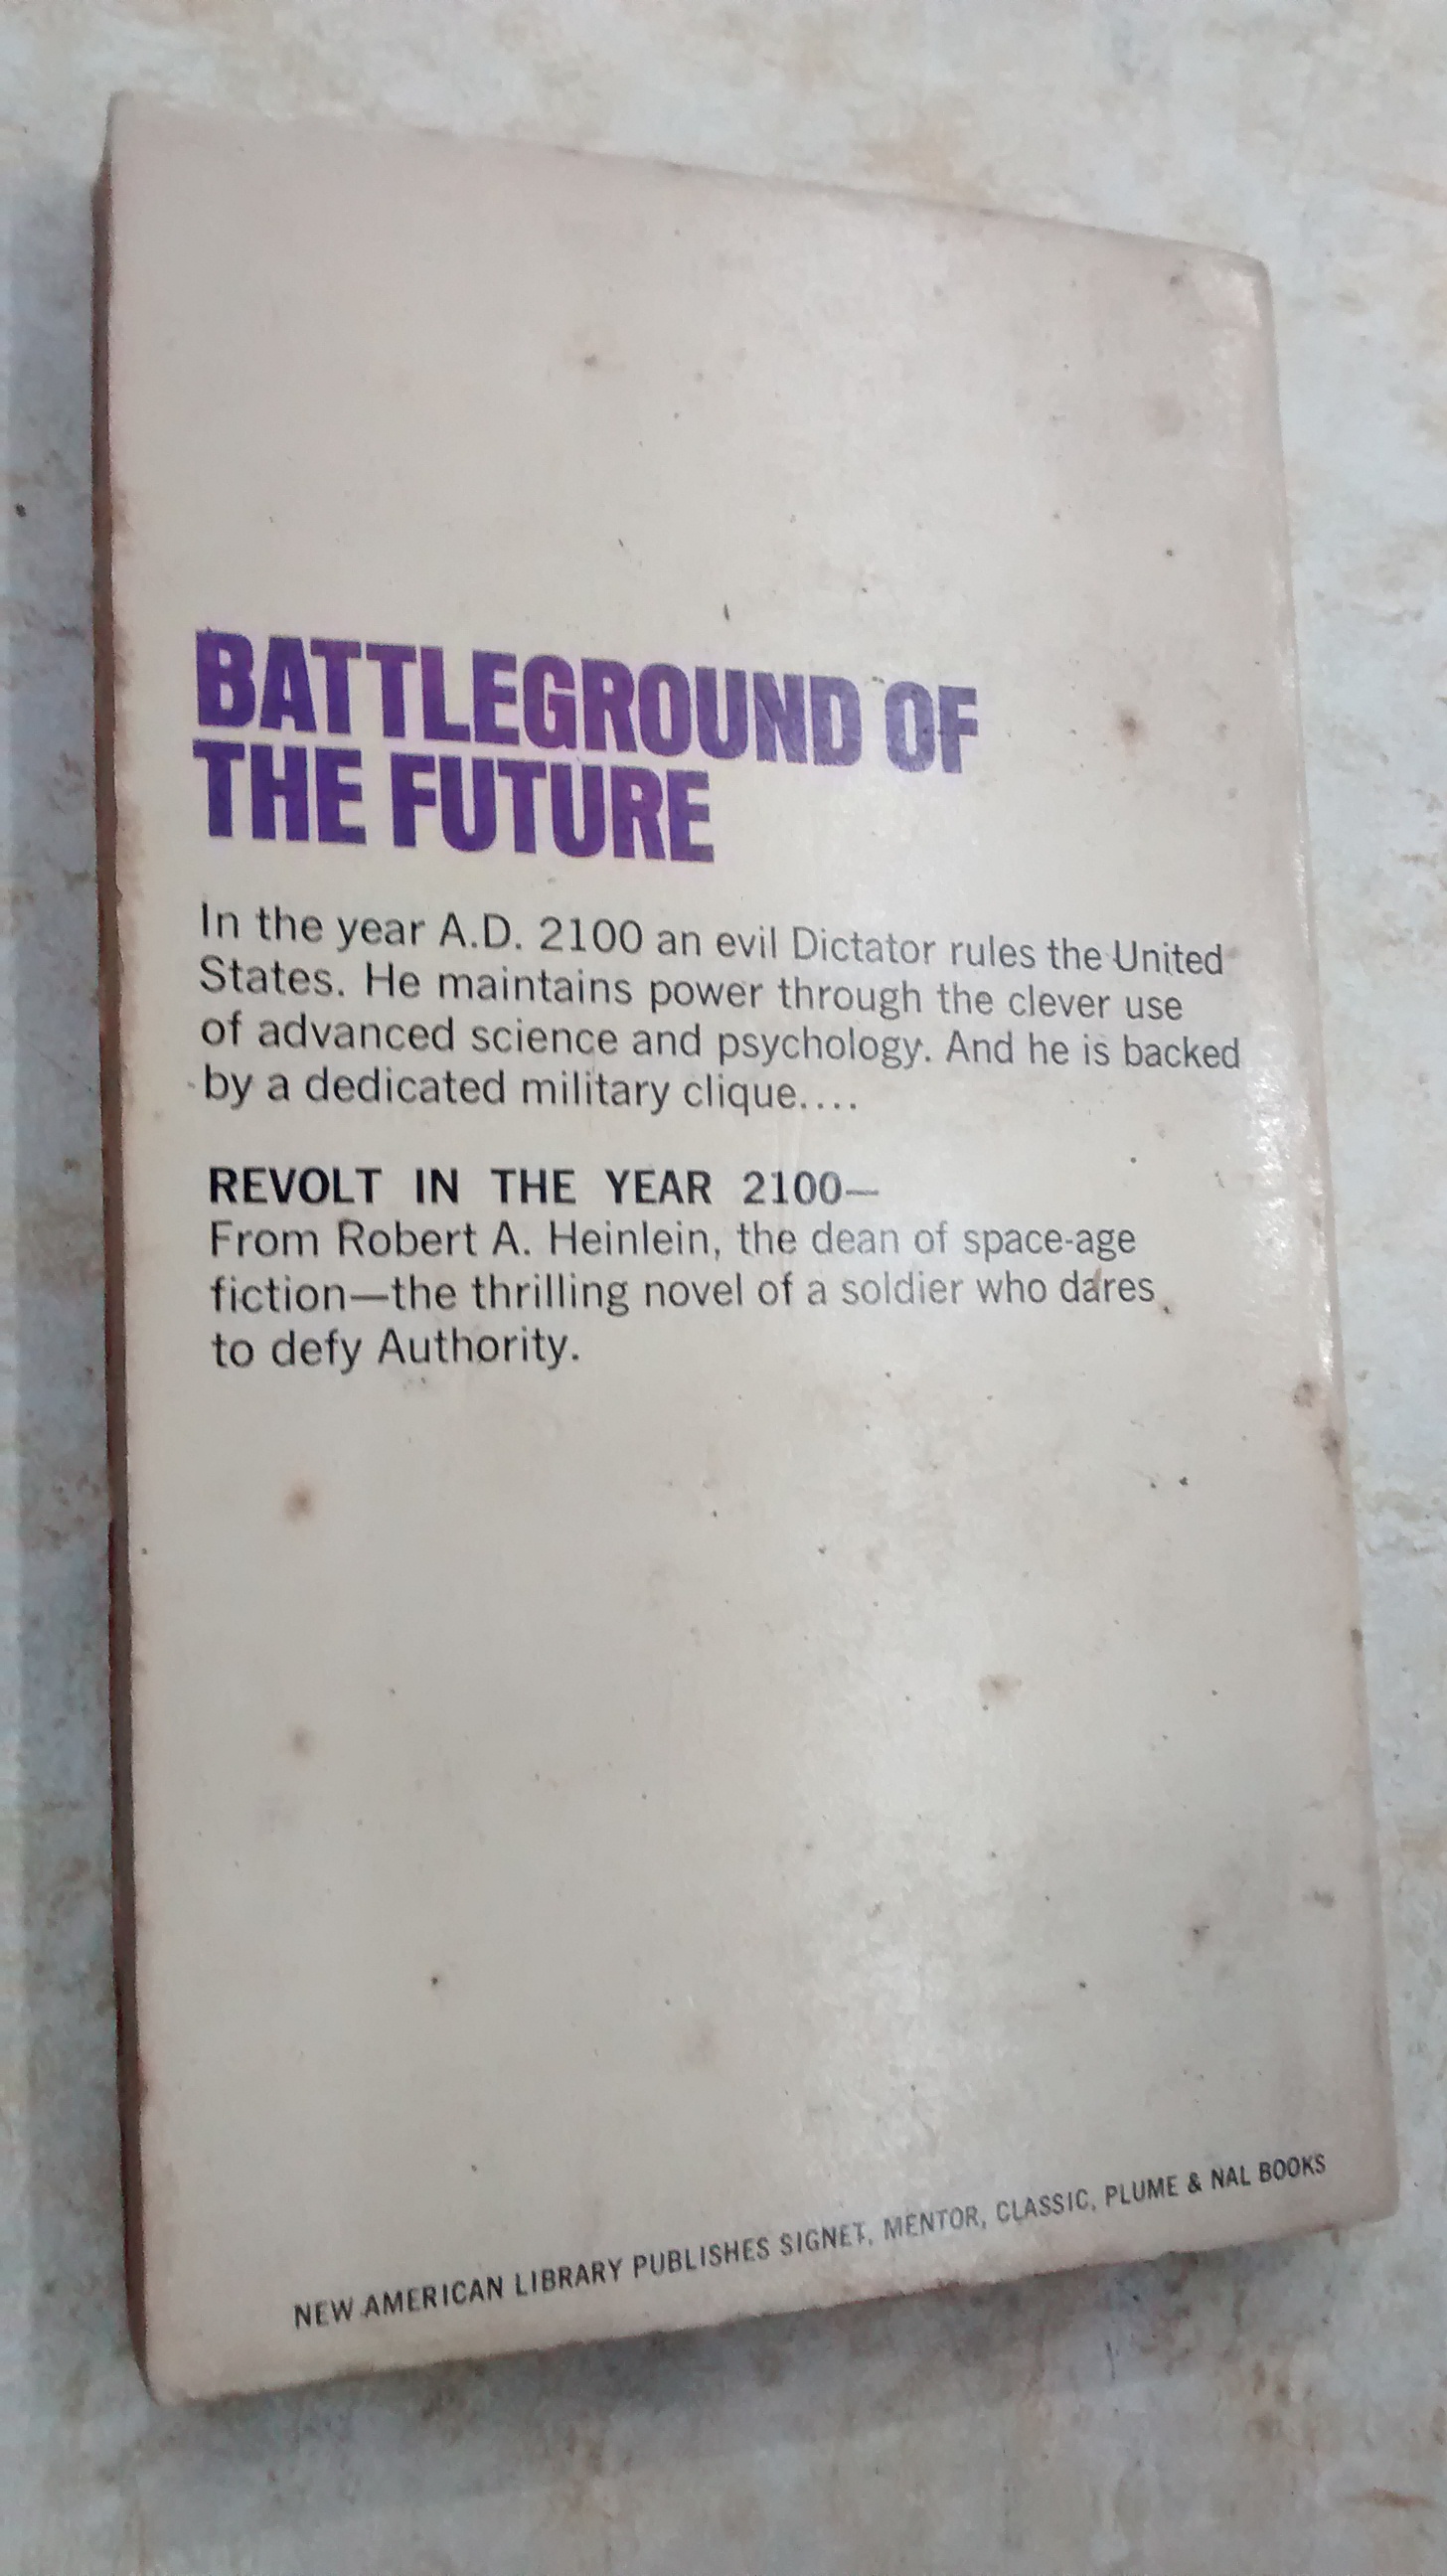 BATTLEGROUND OF
THE FUTURE
In the year A.D. 2100 an evil Dictator rules the United
States. He maintains power through the clever use
of advanced science and psychology. And he is backed
by a dedicated military clique....
REVOLT IN THE YEAR 2100—
From Robert A. Heinlein, the dean of space-age
fiction—the thrilling novel of a soldier who dares
to defy Authority.
NEW AMERICAN LIBRARY PUBLISHES SIGNET, MENTOR, CLASSIC, PLUME & NAL BOOKS